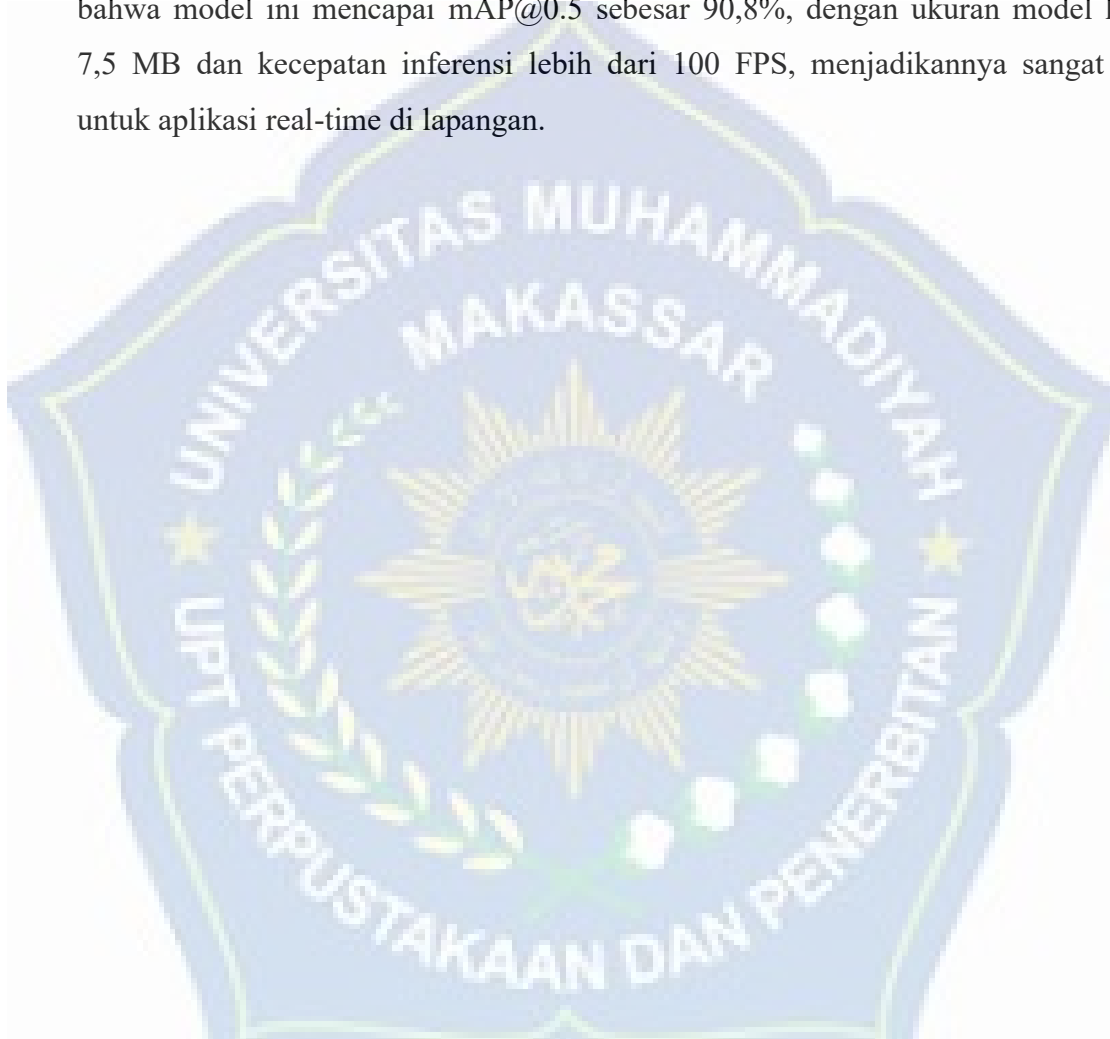 bahwa model ini mencapai mAP@0.5 sebesar 90,8%, dengan ukuran model
7,5 MB dan kecepatan inferensi lebih dari 100 FPS, menjadikannya sangat
untuk aplikasi real-time di lapangan.
UNIVERSITAS MUHAMMADIYAH
MAKASSAR
UPT PERPUSTAKAAN DAN PENERBITAN